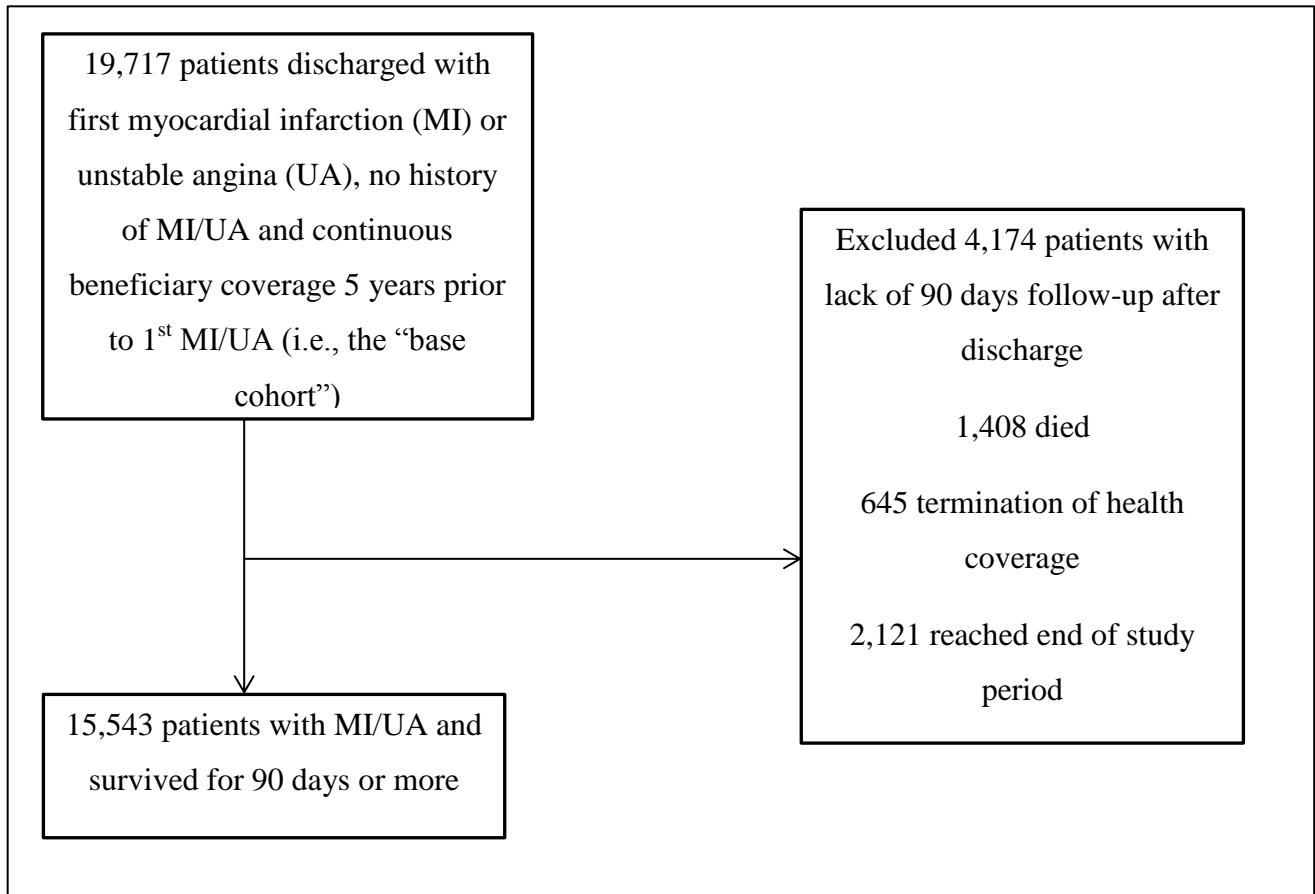 19,717 patients discharged with
first myocardial infarction (MI) or
unstable angina (UA), no history
of MI/UA and continuous
beneficiary coverage 5 years prior
to 1st MI/UA (i.e., the “base
cohort”)
Excluded 4,174 patients with
lack of 90 days follow-up after
discharge
1,408 died
645 termination of health
coverage
2,121 reached end of study
period
15,543 patients with MI/UA and
survived for 90 days or more